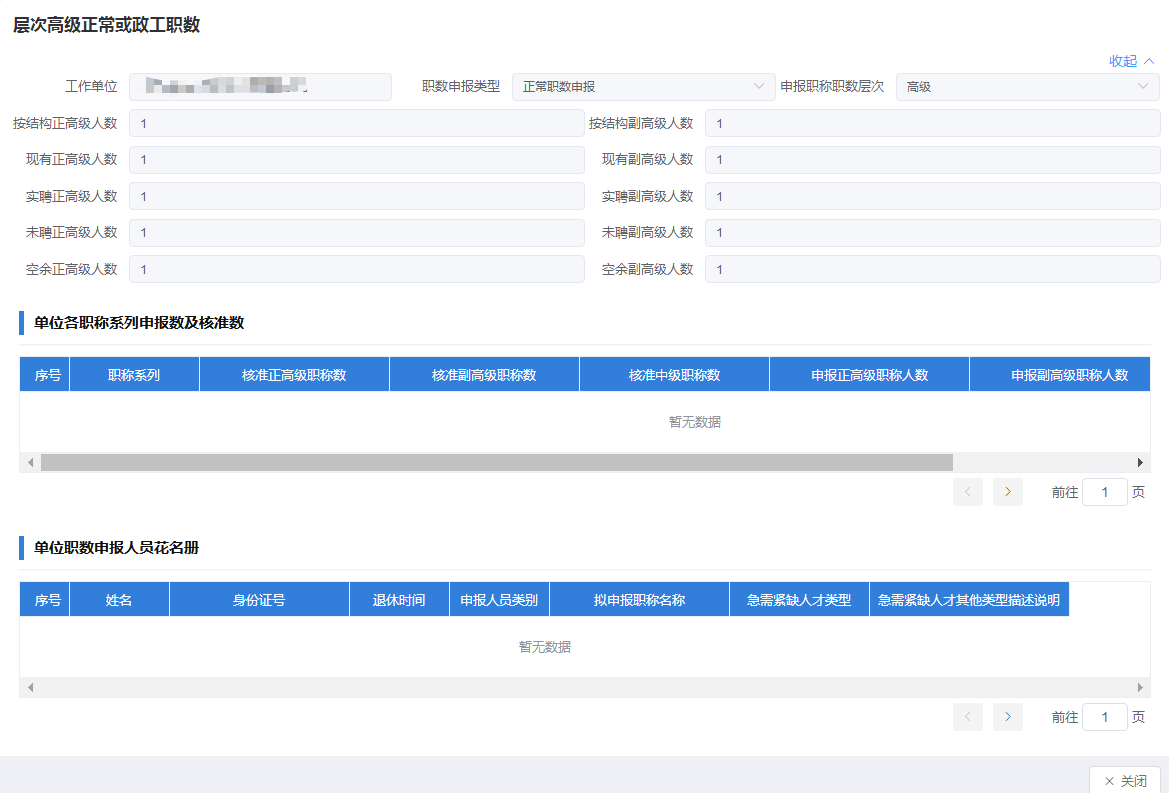 层次高级正常或政工职数
收起
工作单位 职数申报类型 正常职数申报 申报职称职数层次 高级
按结构正高级人数 1 按结构副高级人数 1
现有正高级人数 1 现有副高级人数 1
实聘正高级人数 1 实聘副高级人数 1
未聘正高级人数 1 未聘副高级人数 1
空余正高级人数 1 空余副高级人数 1
单位各职称系列申报数及核准数
序号 职称系列 核准正高级职称数 核准副高级职称数 核准中级职称数 申报正高级职称人数 申报副高级职称人数
暂无数据
前往 1 页
单位职数申报人员花名册
序号 姓名 身份证号 退休时间 申报人员类别 拟申报职称名称 急需紧缺人才类型 急需紧缺人才其他类型描述说明
暂无数据
前往 1 页
关闭